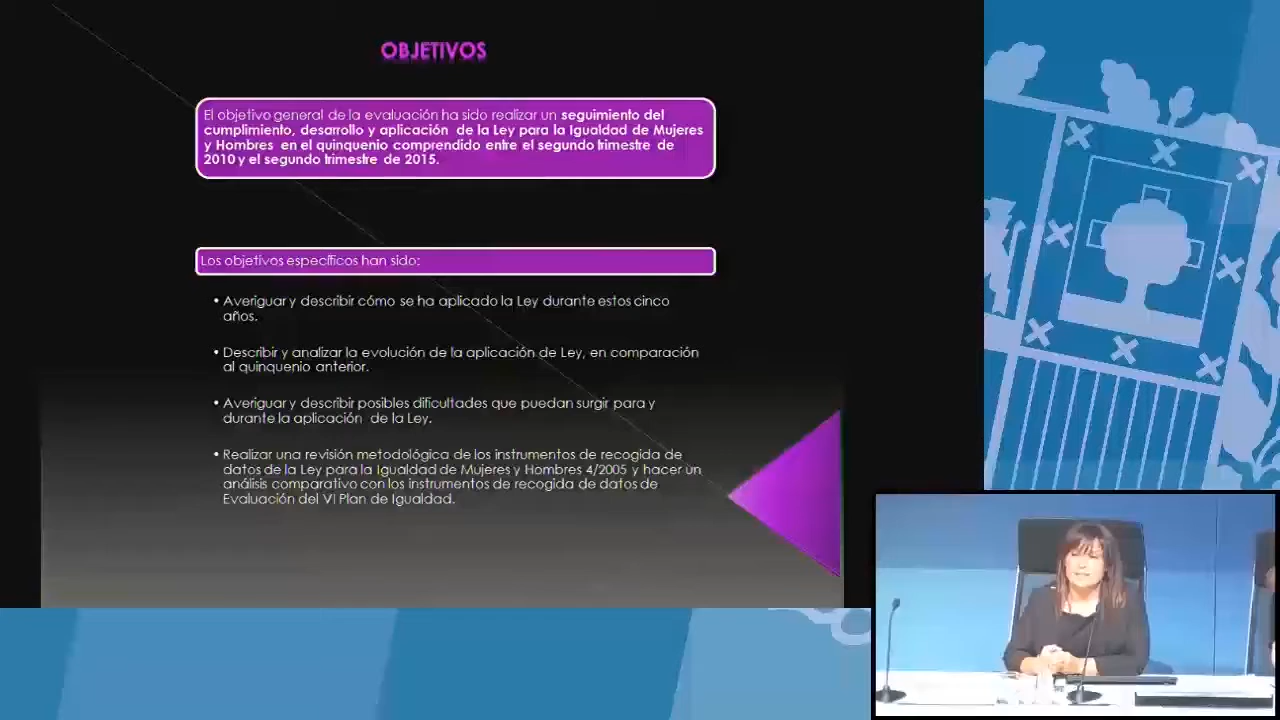 OBJETIVOS
El objetivo general de la evaluación ha sido realizar un seguimiento del
cumplimiento, desarrollo y aplicación de la Ley para la Igualdad de Mujeres
y Hombres en el quinquenio comprendido entre el segundo trimestre de
2010 y el segundo trimestre de 2015.
Los objetivos específicos han sido:
• Averiguar y describir cómo se ha aplicado la Ley durante estos cinco
años.
• Describir y analizar la evolución de la aplicación de Ley, en comparación
al quinquenio anterior.
• Averiguar y describir posibles dificultades que puedan surgir para y
durante la aplicación de la Ley.
• Realizar una revisión metodológica de los instrumentos de recogida de
datos de la Ley para la Igualdad de Mujeres y Hombres 4/2005 y hacer un
análisis comparativo con los instrumentos de recogida de datos de
Evaluación del VI Plan de Igualdad.